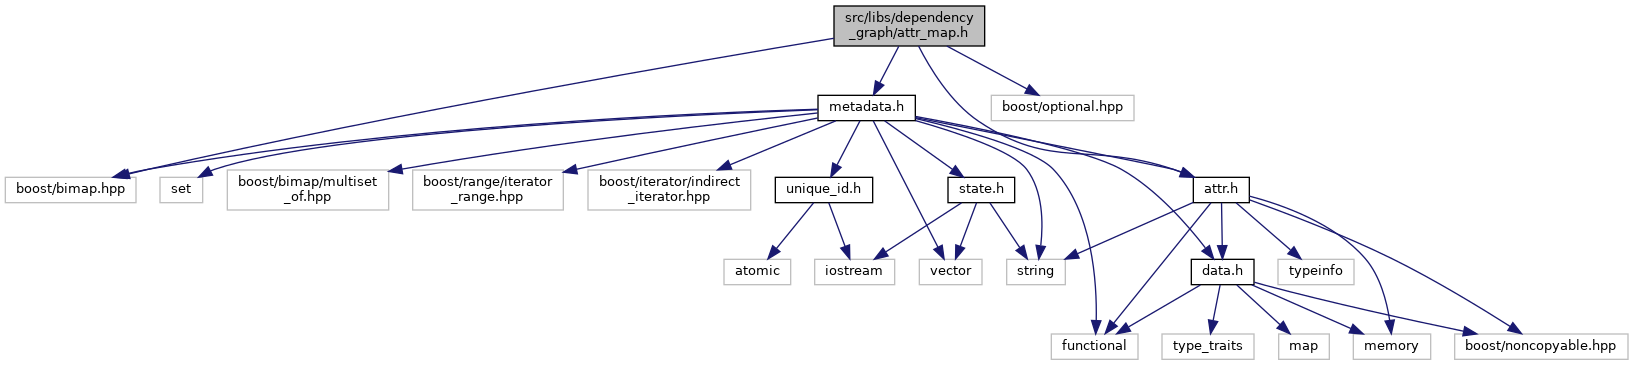 src/libs/dependency
_graph/attr_map.h
metadata.h
boost/optional.hpp
boost/bimap.hpp
set
boost/bimap/multiset
_of.hpp
boost/range/iterator
_range.hpp
boost/iterator/indirect
_iterator.hpp
unique_id.h
state.h
attr.h
atomic
iostream
vector
string
data.h
typeinfo
functional
type_traits
map
memory
boost/noncopyable.hpp